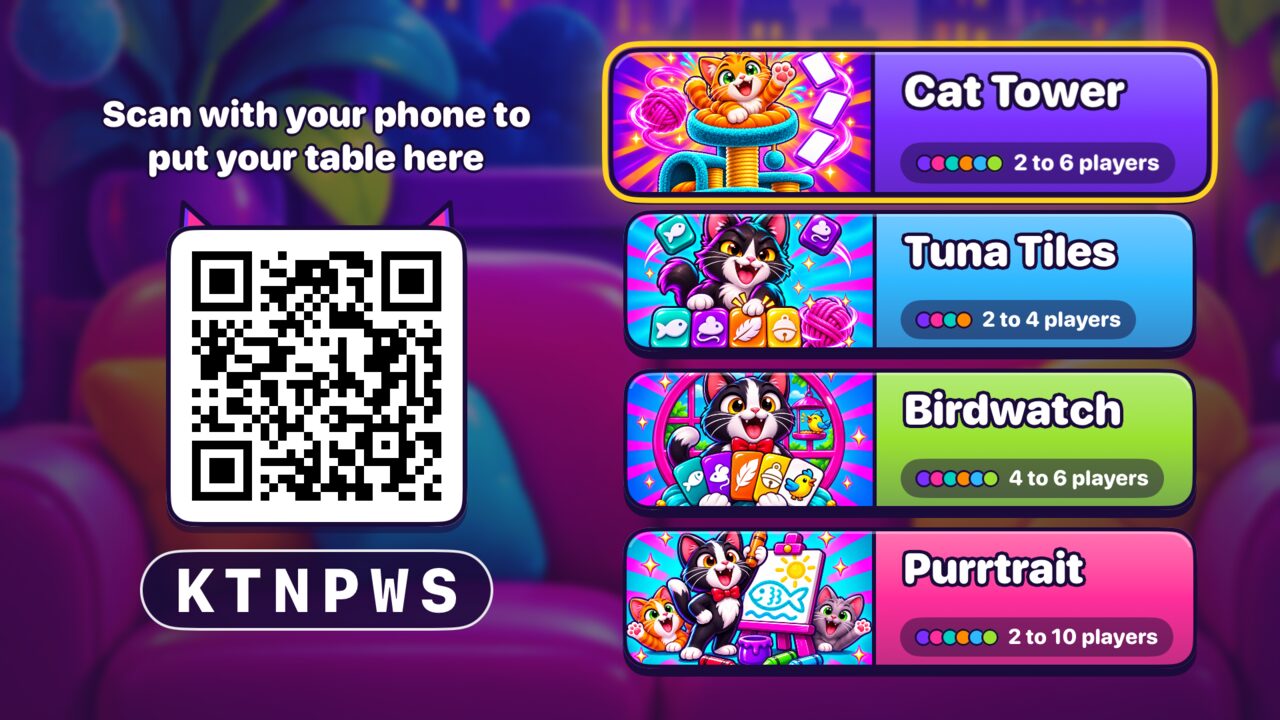 Scan with your phone to
put your table here
KTNPWS
Cat Tower
2 to 6 players
Tuna Tiles
2 to 4 players
Birdwatch
4 to 6 players
Purrtrait
2 to 10 players